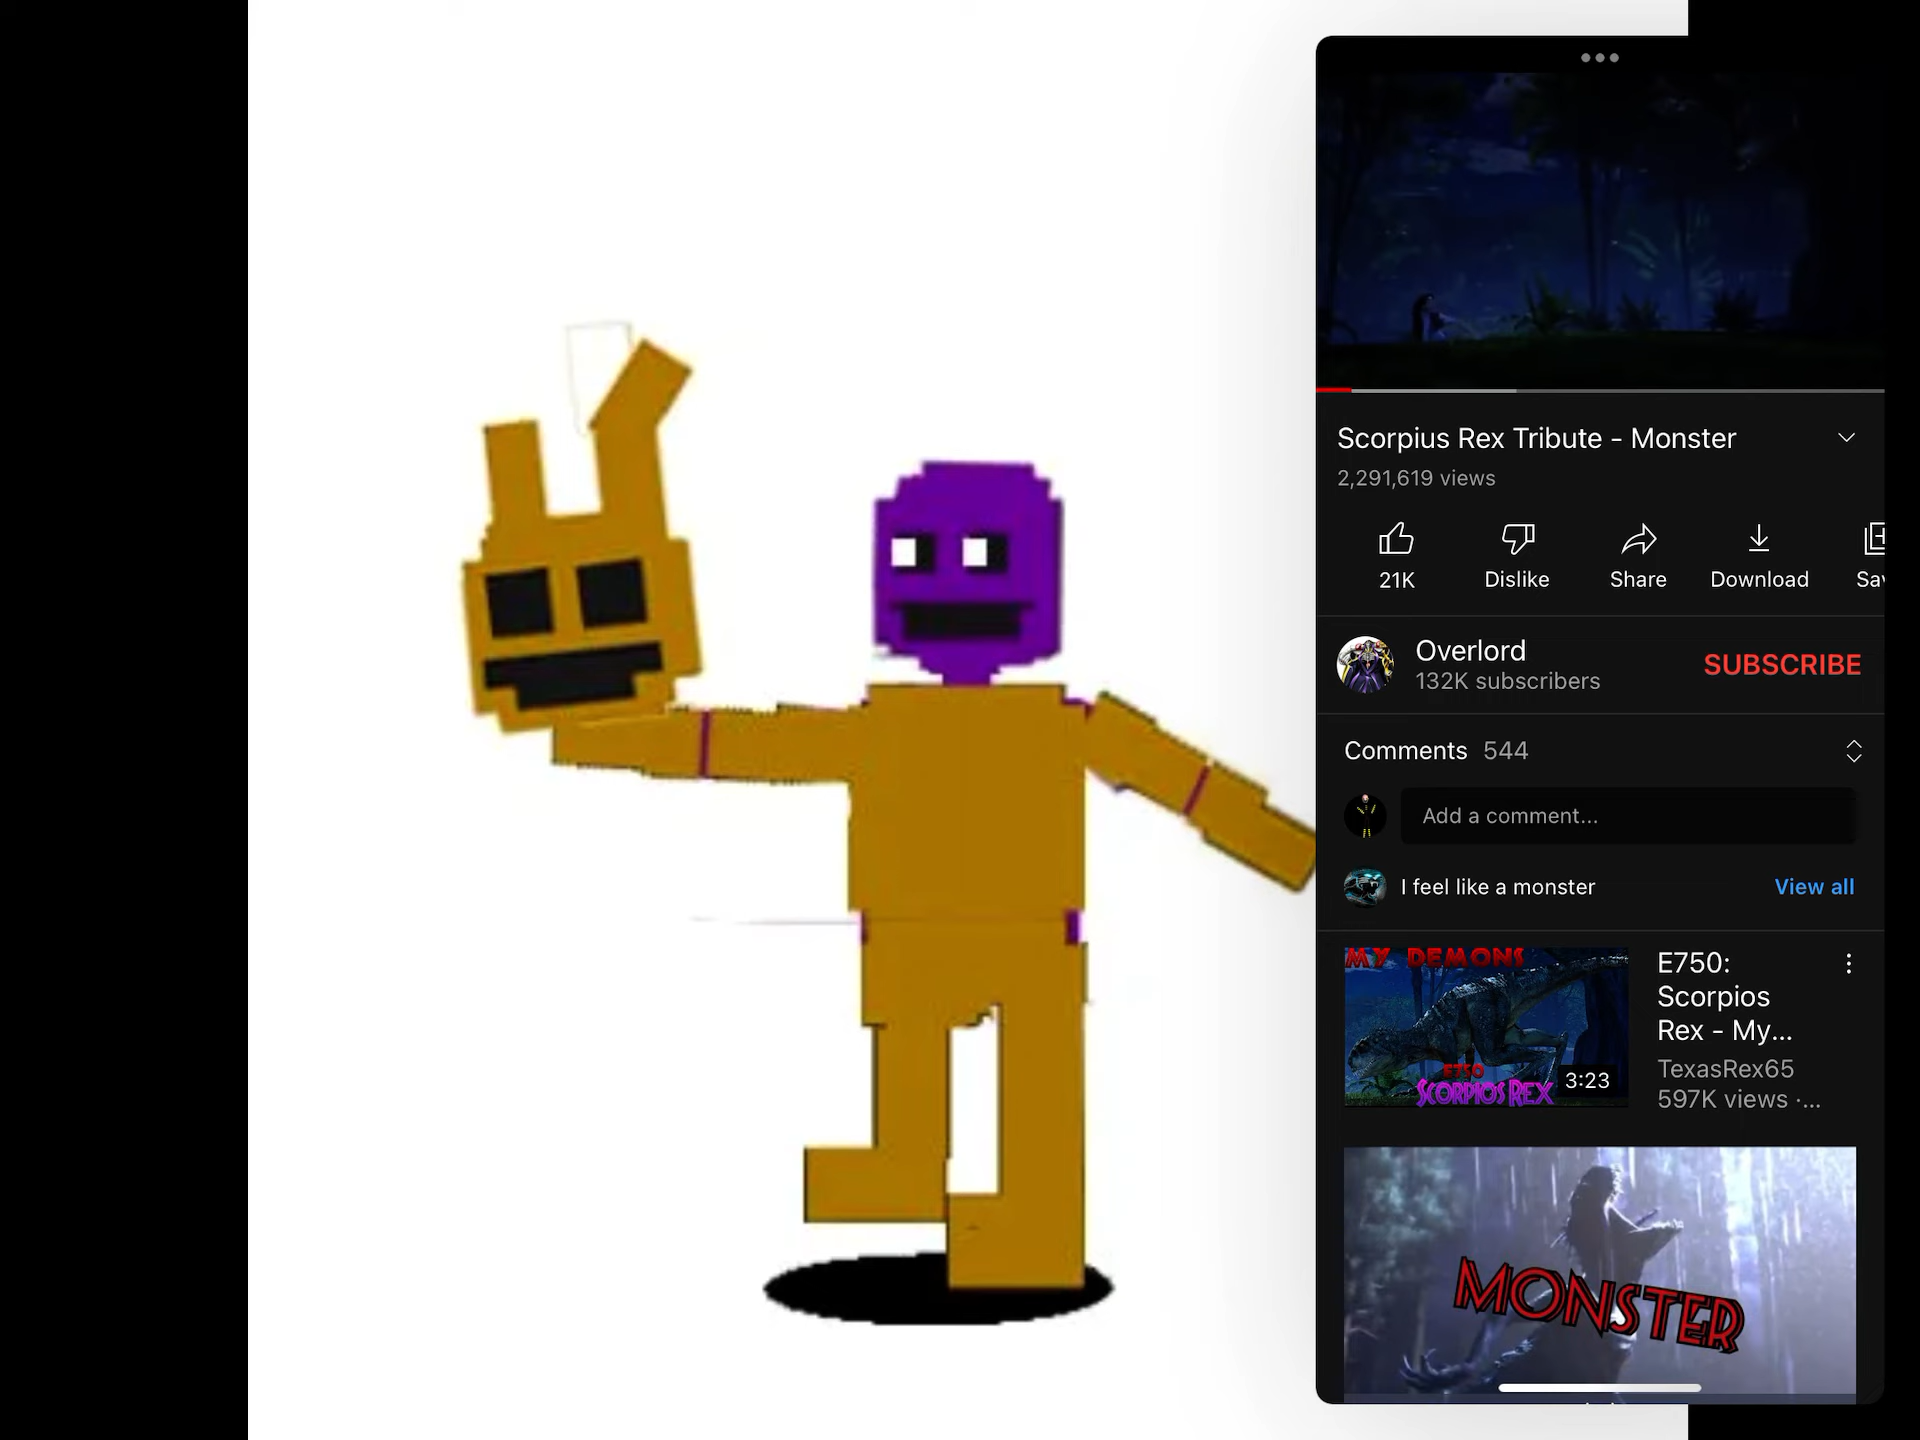 Scorpius Rex Tribute - Monster
2,291,619 views
21K
Dislike
Share
Download
Sav
Overlord
132K subscribers
SUBSCRIBE
Comments 544
Add a comment...
I feel like a monster
View all
MY DEMONS
E750
SCORPIOS REX
3:23
E750:
Scorpios
Rex - My...
TexasRex65
597K views ·...
MONSTER